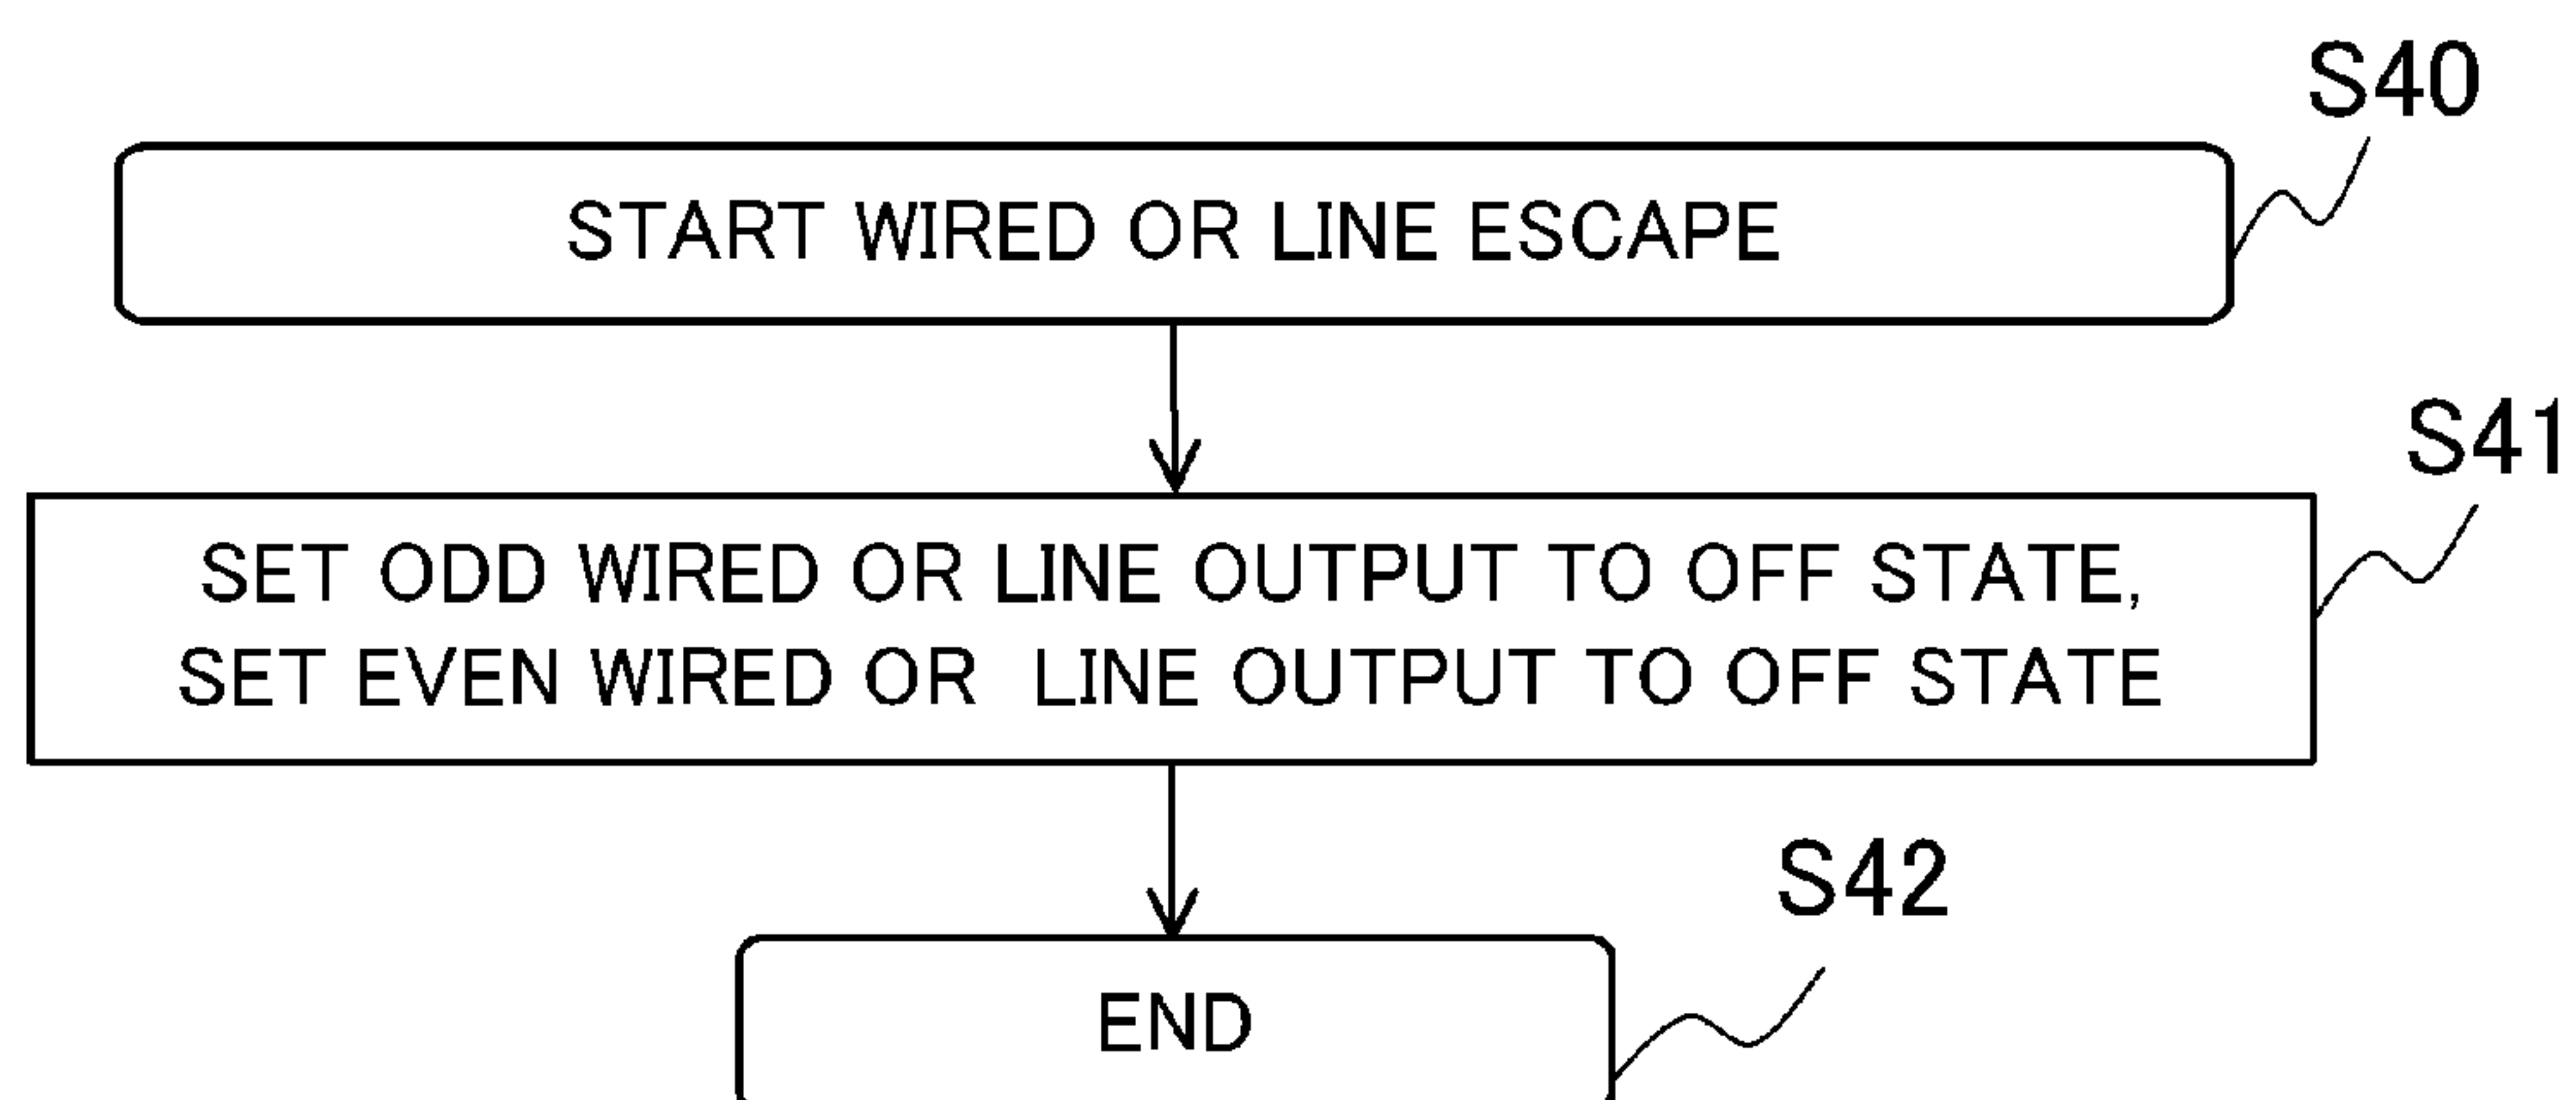 S40
START WIRED OR LINE ESCAPE
S41
SET ODD WIRED OR LINE OUTPUT TO OFF STATE,
SET EVEN WIRED OR LINE OUTPUT TO OFF STATE
S42
END